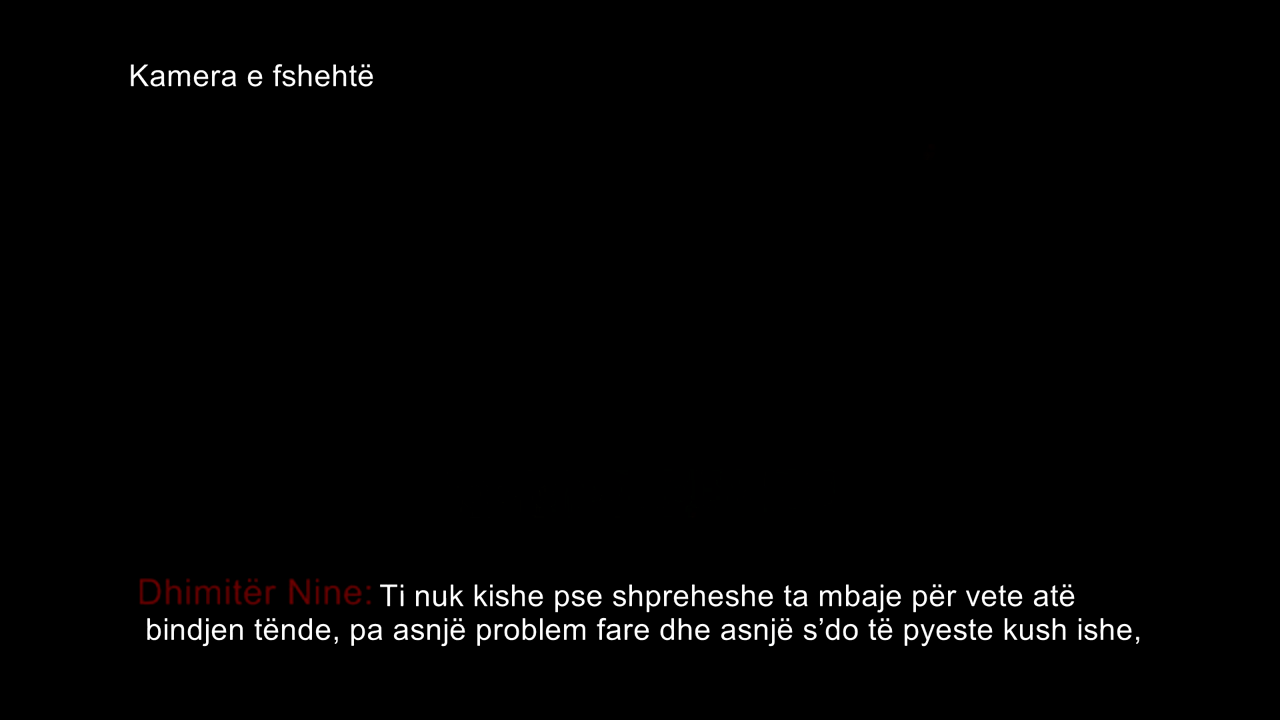 Kamera e fshehtë
Dhimitër Nine: Ti nuk kishe pse shpreheshe ta mbaje për vete atë
bindjen tënde, pa asnjë problem fare dhe asnjë s’do të pyeste kush ishe,